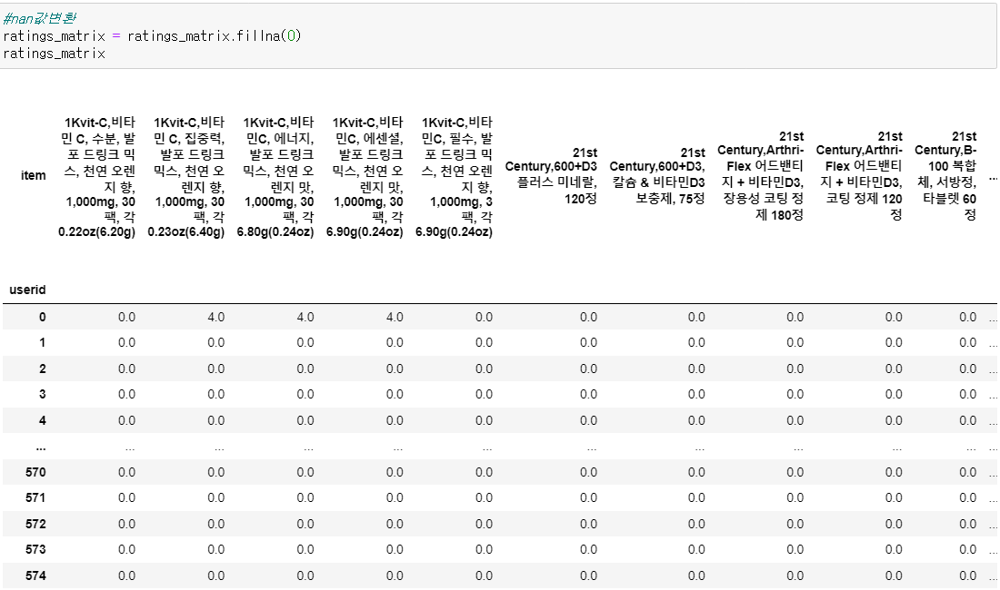 #nan값변환
ratings_matrix = ratings_matrix.fillna(0)
ratings_matrix
item
1Kvit-C,비타
민 C, 수분, 발
포 드링크 믹
스, 천연 오렌
지 향,
1,000mg, 30
팩, 각
0.22oz(6.20g)
1Kvit-C,비타
민 C, 집중력,
발포 드링크
믹스, 천연 오
렌지 향,
1,000mg, 30
팩, 각
0.23oz(6.40g)
1Kvit-C,비타
민C, 에너지,
발포 드링크
믹스, 천연 오
렌지 맛,
1,000mg, 30
팩, 각
6.80g(0.24oz)
1Kvit-C,비타
민C, 에센셜,
발포 드링크
믹스, 천연 오
렌지 맛,
1,000mg, 30
팩, 각
6.90g(0.24oz)
1Kvit-C,비타
민C, 필수, 발
포 드링크 믹
스, 천연 오렌
지 향,
1,000mg, 3
팩, 각
6.90g(0.24oz)
21st
Century,600+D3
플러스 미네랄,
120정
21st
Century,600+D3,
칼슘 & 비타민D3
보충제, 75정
21st
Century,Arthri-
Flex 어드밴티
지 + 비타민D3,
장용성 코팅 정
제 180정
21st
Century,Arthri-
Flex 어드밴티
지 + 비타민D3,
코팅 정제 120
정
21st
Century,B-
100 복합
체, 서방정,
타블렛 60
정
...
userid
0 0.0 4.0 4.0 4.0 0.0 0.0 0.0 0.0 0.0 0.0 ...
1 0.0 0.0 0.0 0.0 0.0 0.0 0.0 0.0 0.0 0.0 ...
2 0.0 0.0 0.0 0.0 0.0 0.0 0.0 0.0 0.0 0.0 ...
3 0.0 0.0 0.0 0.0 0.0 0.0 0.0 0.0 0.0 0.0 ...
4 0.0 0.0 0.0 0.0 0.0 0.0 0.0 0.0 0.0 0.0 ...
... ... ... ... ... ... ... ... ... ... ... ...
570 0.0 0.0 0.0 0.0 0.0 0.0 0.0 0.0 0.0 0.0 ...
571 0.0 0.0 0.0 0.0 0.0 0.0 0.0 0.0 0.0 0.0 ...
572 0.0 0.0 0.0 0.0 0.0 0.0 0.0 0.0 0.0 0.0 ...
573 0.0 0.0 0.0 0.0 0.0 0.0 0.0 0.0 0.0 0.0 ...
574 0.0 0.0 0.0 0.0 0.0 0.0 0.0 0.0 0.0 0.0 ...